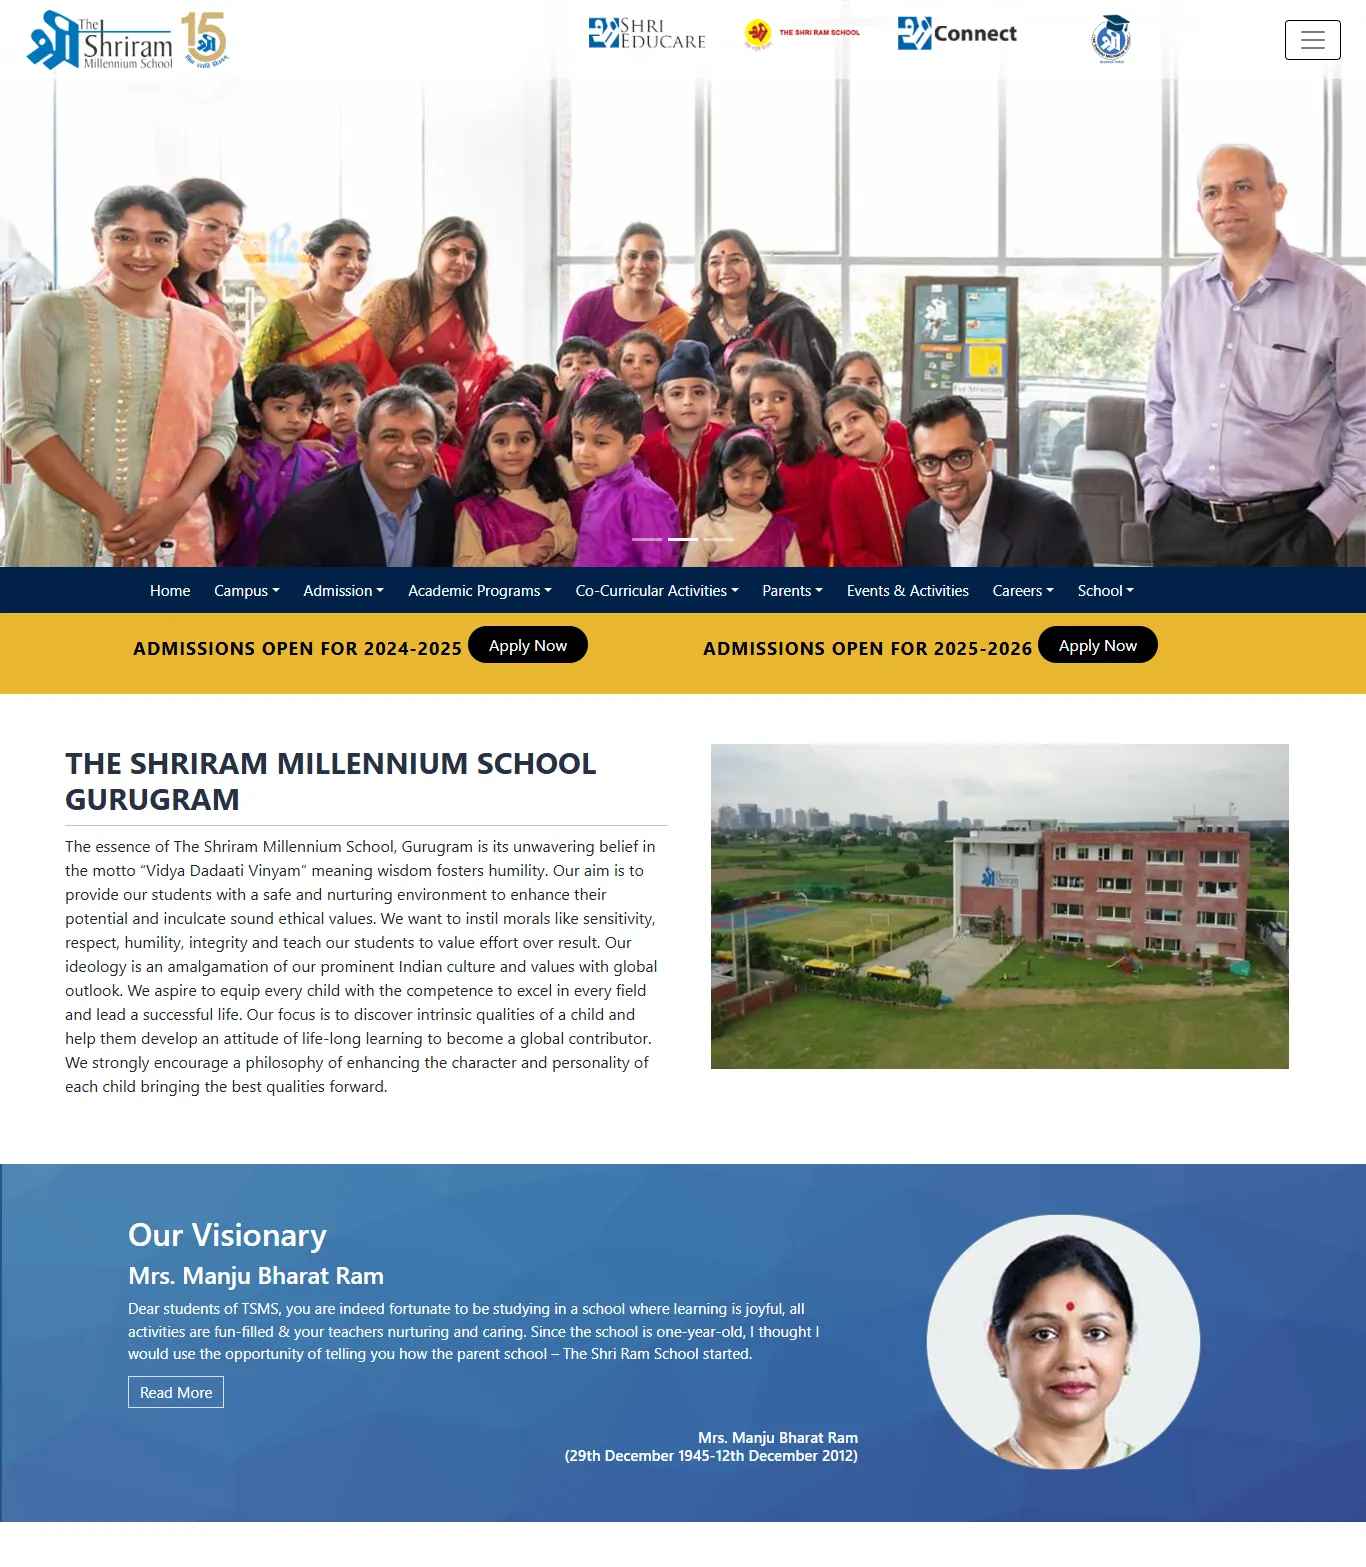 The
Shriram
Millennium School
15
SHRI
EDUCARE
THE SHRI RAM SCHOOL
Connect
Home Campus Admission Academic Programs Co-Curricular Activities Parents Events & Activities Careers School
ADMISSIONS OPEN FOR 2024-2025 Apply Now ADMISSIONS OPEN FOR 2025-2026 Apply Now
THE SHRIRAM MILLENNIUM SCHOOL
GURUGRAM
The essence of The Shriram Millennium School, Gurugram is its unwavering belief in
the motto “Vidya Dadaati Vinyam” meaning wisdom fosters humility. Our aim is to
provide our students with a safe and nurturing environment to enhance their
potential and inculcate sound ethical values. We want to instil morals like sensitivity,
respect, humility, integrity and teach our students to value effort over result. Our
ideology is an amalgamation of our prominent Indian culture and values with global
outlook. We aspire to equip every child with the competence to excel in every field
and lead a successful life. Our focus is to discover intrinsic qualities of a child and
help them develop an attitude of life-long learning to become a global contributor.
We strongly encourage a philosophy of enhancing the character and personality of
each child bringing the best qualities forward.
Shriram
Our Visionary
Mrs. Manju Bharat Ram
Dear students of TSMS, you are indeed fortunate to be studying in a school where learning is joyful, all
activities are fun-filled & your teachers nurturing and caring. Since the school is one-year-old, I thought I
would use the opportunity of telling you how the parent school – The Shri Ram School started.
Read More
Mrs. Manju Bharat Ram
(29th December 1945-12th December 2012)